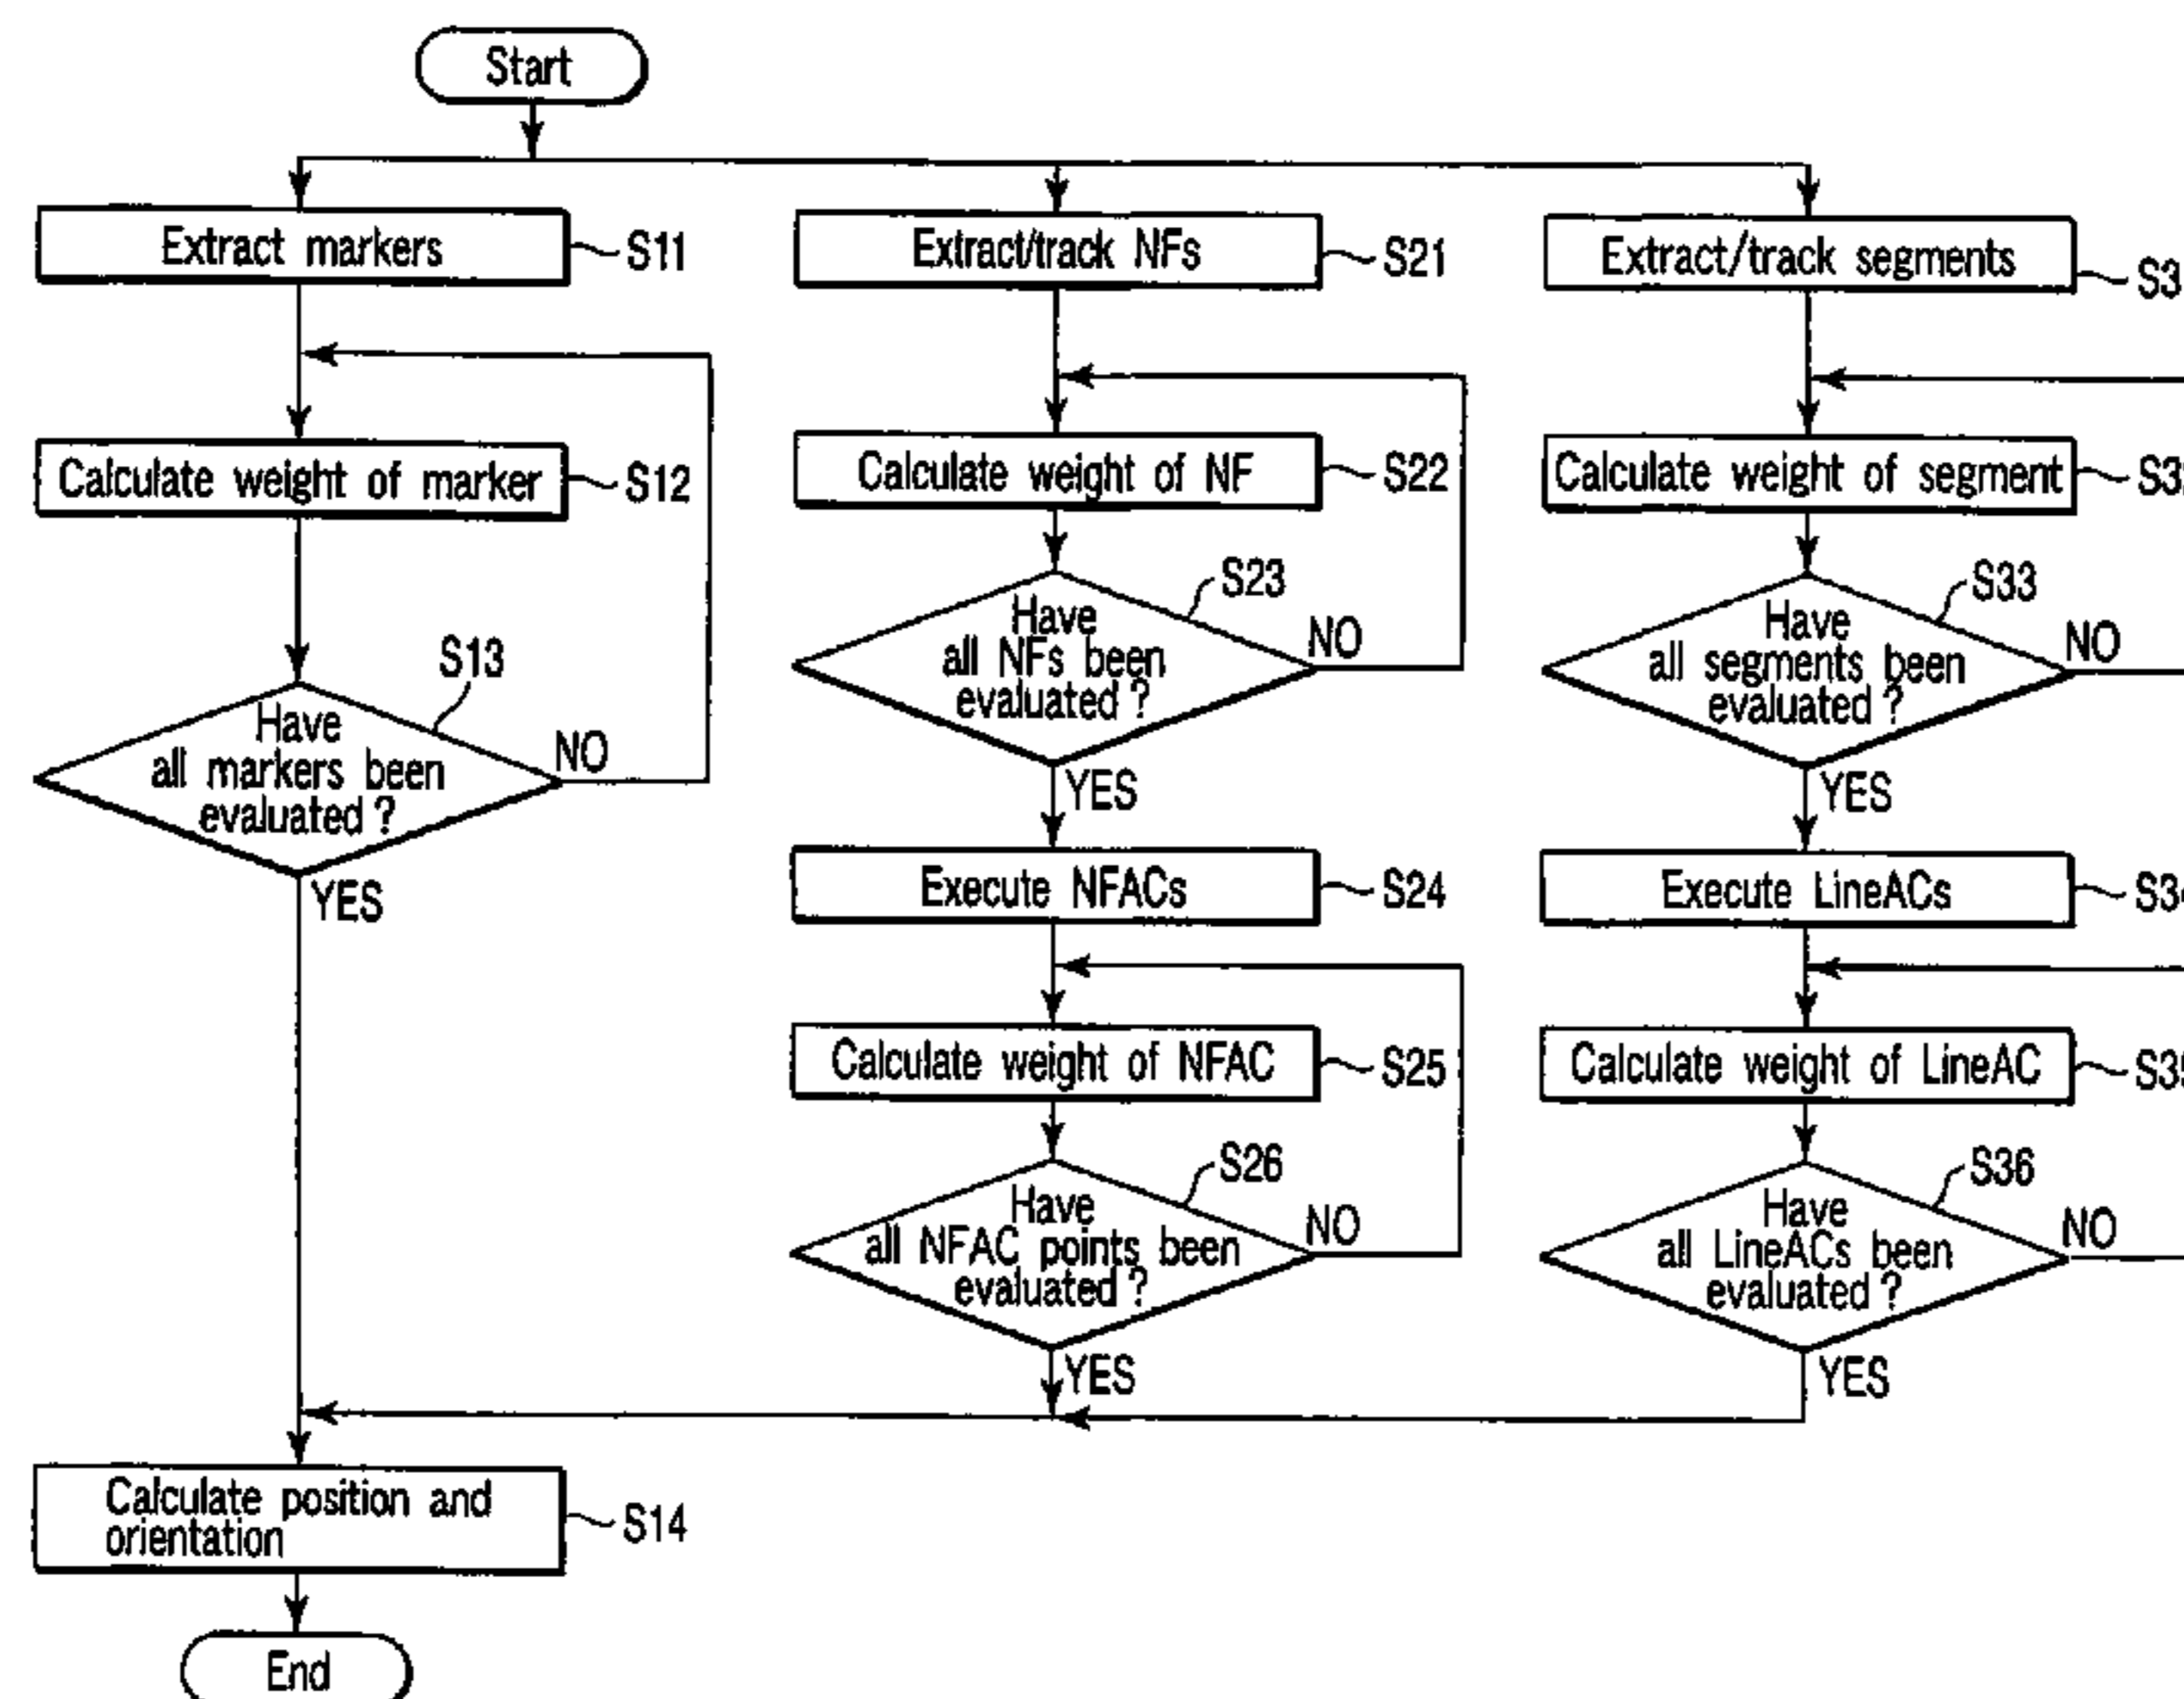 Start
Extract markers
S11
Extract/track NFs
S21
Extract/track segments
S3
Calculate weight of marker
S12
Calculate weight of NF
S22
Calculate weight of segment
S3
S13
Have
all markers been
evaluated ?
NO
YES
S23
Have
all NFs been
evaluated ?
NO
YES
S33
Have
all segments been
evaluated ?
NO
YES
Execute NFACs
S24
Execute LineACs
S34
Calculate weight of NFAC
S25
Calculate weight of LineAC
S35
S26
Have
all NFAC points been
evaluated ?
NO
YES
S36
Have
all LineACs been
evaluated ?
NO
YES
Calculate position and
orientation
S14
End